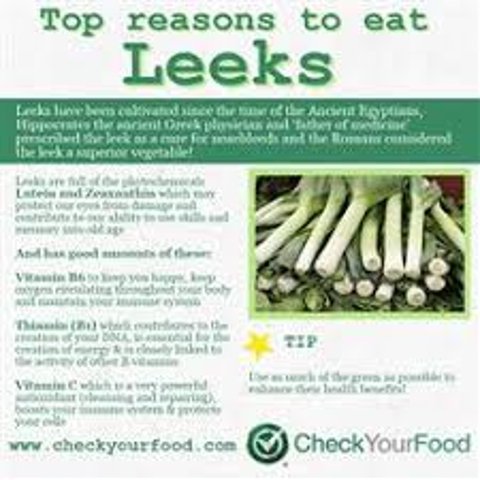 Top reasons to eat
Leeks
Leeks have been cultivated since the time of the Ancient Egyptians,
Hippocrates the ancient Greek physician and 'father of medicine'
prescribed the leek as a cure for nosebleeds and the Romans considered
the leek a superior vegetable!
Leeks are full of the phytochemicals
Lutein and Zeaxanthin which may
protect our eyes from damage and
contribute to our ability to use skills and
memory into old age
And has good amounts of these:
Vitamin B6 to keep you happy, keep
oxygen circulating throughout your body
and maintain your immune system
Thiamin (B1) which contributes to the
creation of your DNA, is essential for the
creation of energy & is closely linked to
the activity of other B vitamins
Vitamin C which is a very powerful
antioxidant (cleansing and repairing),
boosts your immune system & protects
your cells
TIP
Use as much of the green as possible to
enhance their health benefits!
www.checkyourfood.com
CheckYourFood